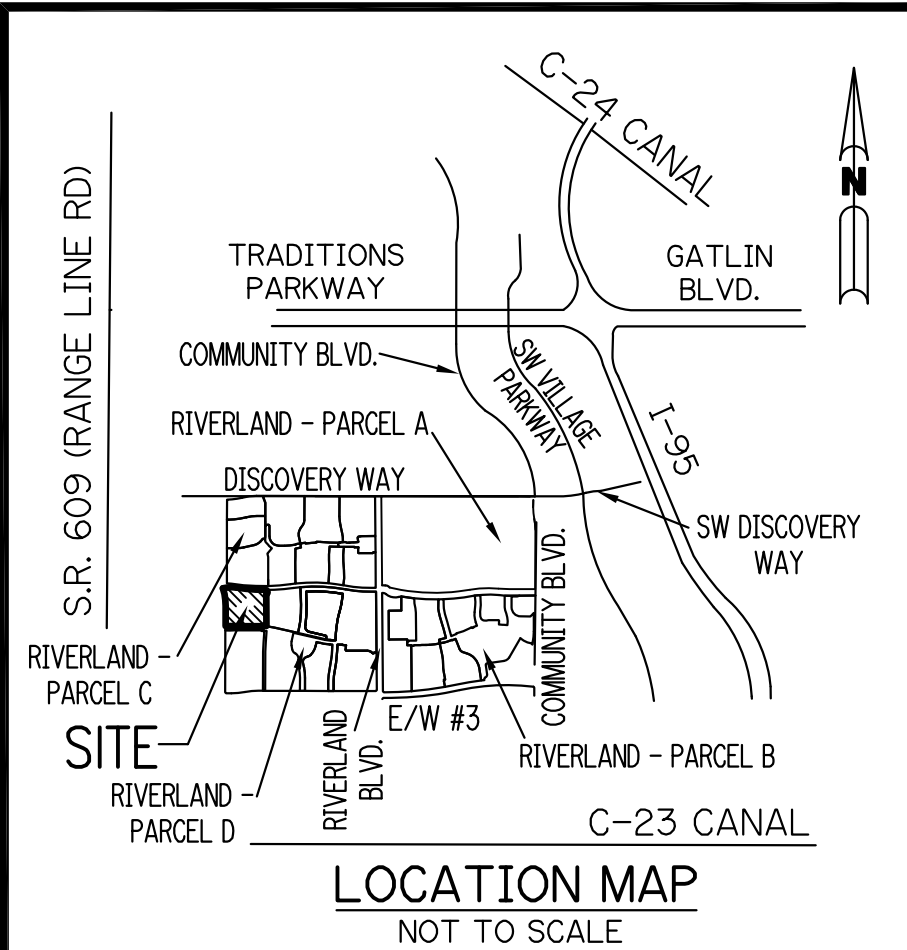 C-24 CANAL
N
S.R. 609 (RANGE LINE RD)
TRADITIONS
PARKWAY
GATLIN
BLVD.
COMMUNITY BLVD.
SW VILLAGE
PARKWAY
I-95
RIVERLAND - PARCEL A
DISCOVERY WAY
SW DISCOVERY
WAY
COMMUNITY BLVD.
RIVERLAND -
PARCEL C
SITE
RIVERLAND -
PARCEL D
RIVERLAND
BLVD.
E/W #3
RIVERLAND - PARCEL B
C-23 CANAL
LOCATION MAP
NOT TO SCALE